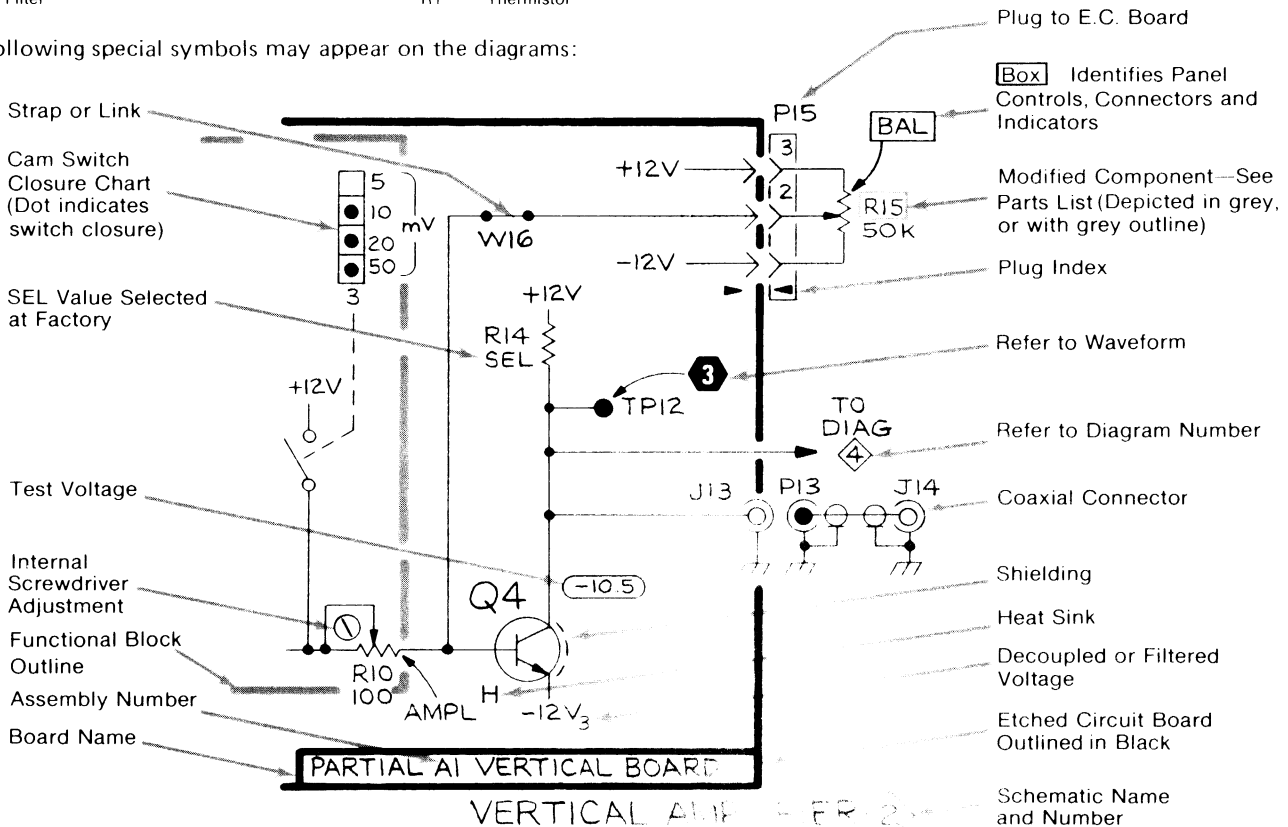 Filter
Thermistor
ollowing special symbols may appear on the diagrams:
Strap or Link
Cam Switch
Closure Chart
(Dot indicates
switch closure)
SEL Value Selected
at Factory
Test Voltage
Internal
Screwdriver
Adjustment
Functional Block
Outline
Assembly Number
Board Name
5
10
20
50
mV
3
+12V
R10
100
AMPL
W16
+12V
R14
SEL
TP12
3
Q4
-10.5
H
-12V3
+12V
-12V
P15
3
2
BAL
R15
50K
TO
DIAG
4
J13
P13
J14
PARTIAL A1 VERTICAL BOARD
VERTICAL
Plug to E.C. Board
Box Identifies Panel
Controls, Connectors and
Indicators
Modified Component—See
Parts List (Depicted in grey,
or with grey outline)
Plug Index
Refer to Waveform
Refer to Diagram Number
Coaxial Connector
Shielding
Heat Sink
Decoupled or Filtered
Voltage
Etched Circuit Board
Outlined in Black
Schematic Name
and Number